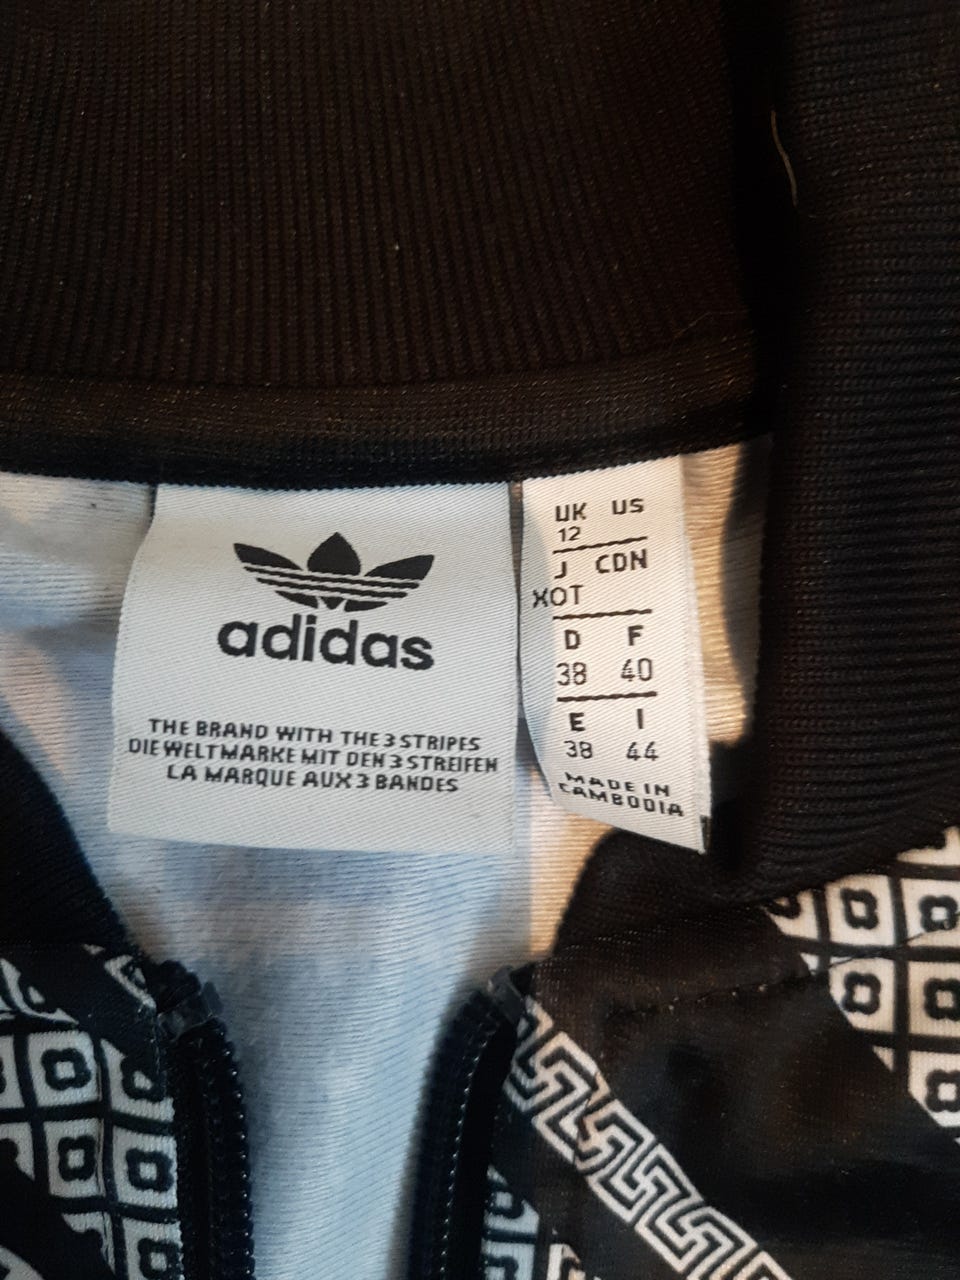 adidas
THE BRAND WITH THE 3 STRIPES
DIE WELTMARKE MIT DEN 3 STREIFEN
LA MARQUE AUX 3 BANDES
UK US
12
J CDN
XOT
D F
38 40
E I
38 44
MADE IN
CAMBODIA